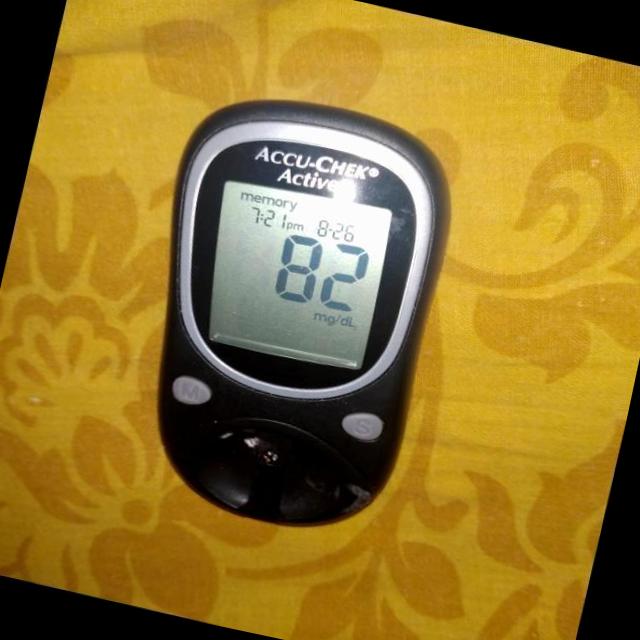 ACCU-CHEK®
Active
memory
7:21pm 8-26
82
mg/dL
M
S